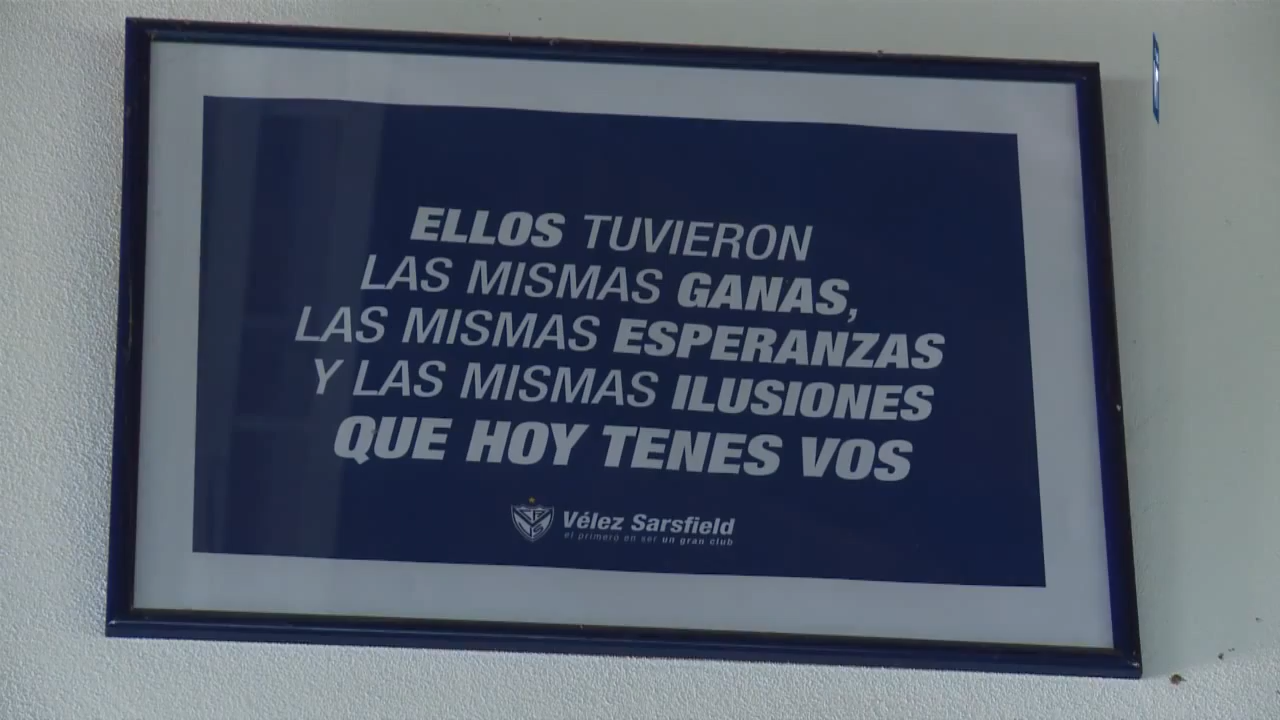 ELLOS TUVIERON
LAS MISMAS GANAS,
LAS MISMAS ESPERANZAS
Y LAS MISMAS ILUSIONES
QUE HOY TENES VOS
Vélez Sarsfield
el primero en ser un gran club